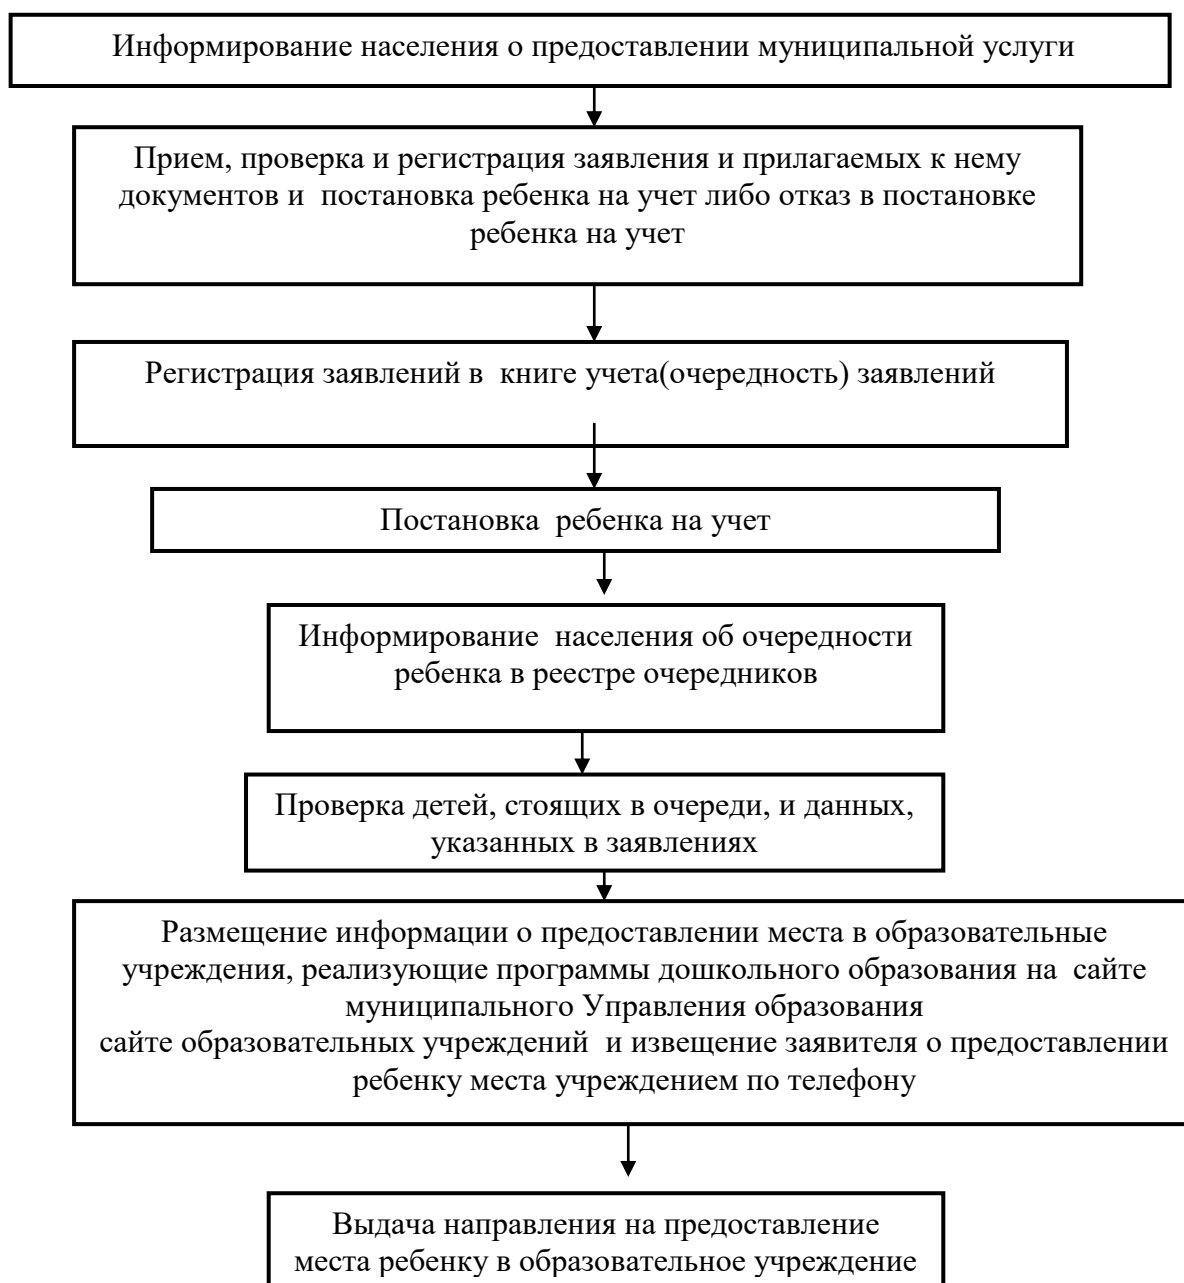 Информирование населения о предоставлении муниципальной услуги
Прием, проверка и регистрация заявления и прилагаемых к нему
документов и постановка ребенка на учет либо отказ в постановке
ребенка на учет
Регистрация заявлений в книге учета(очередность) заявлений
Постановка ребенка на учет
Информирование населения об очередности
ребенка в реестре очередников
Проверка детей, стоящих в очереди, и данных,
указанных в заявлениях
Размещение информации о предоставлении места в образовательные
учреждения, реализующие программы дошкольного образования на сайте
муниципального Управления образования
сайте образовательных учреждений и извещение заявителя о предоставлении
ребенку места учреждением по телефону
Выдача направления на предоставление
места ребенку в образовательное учреждение